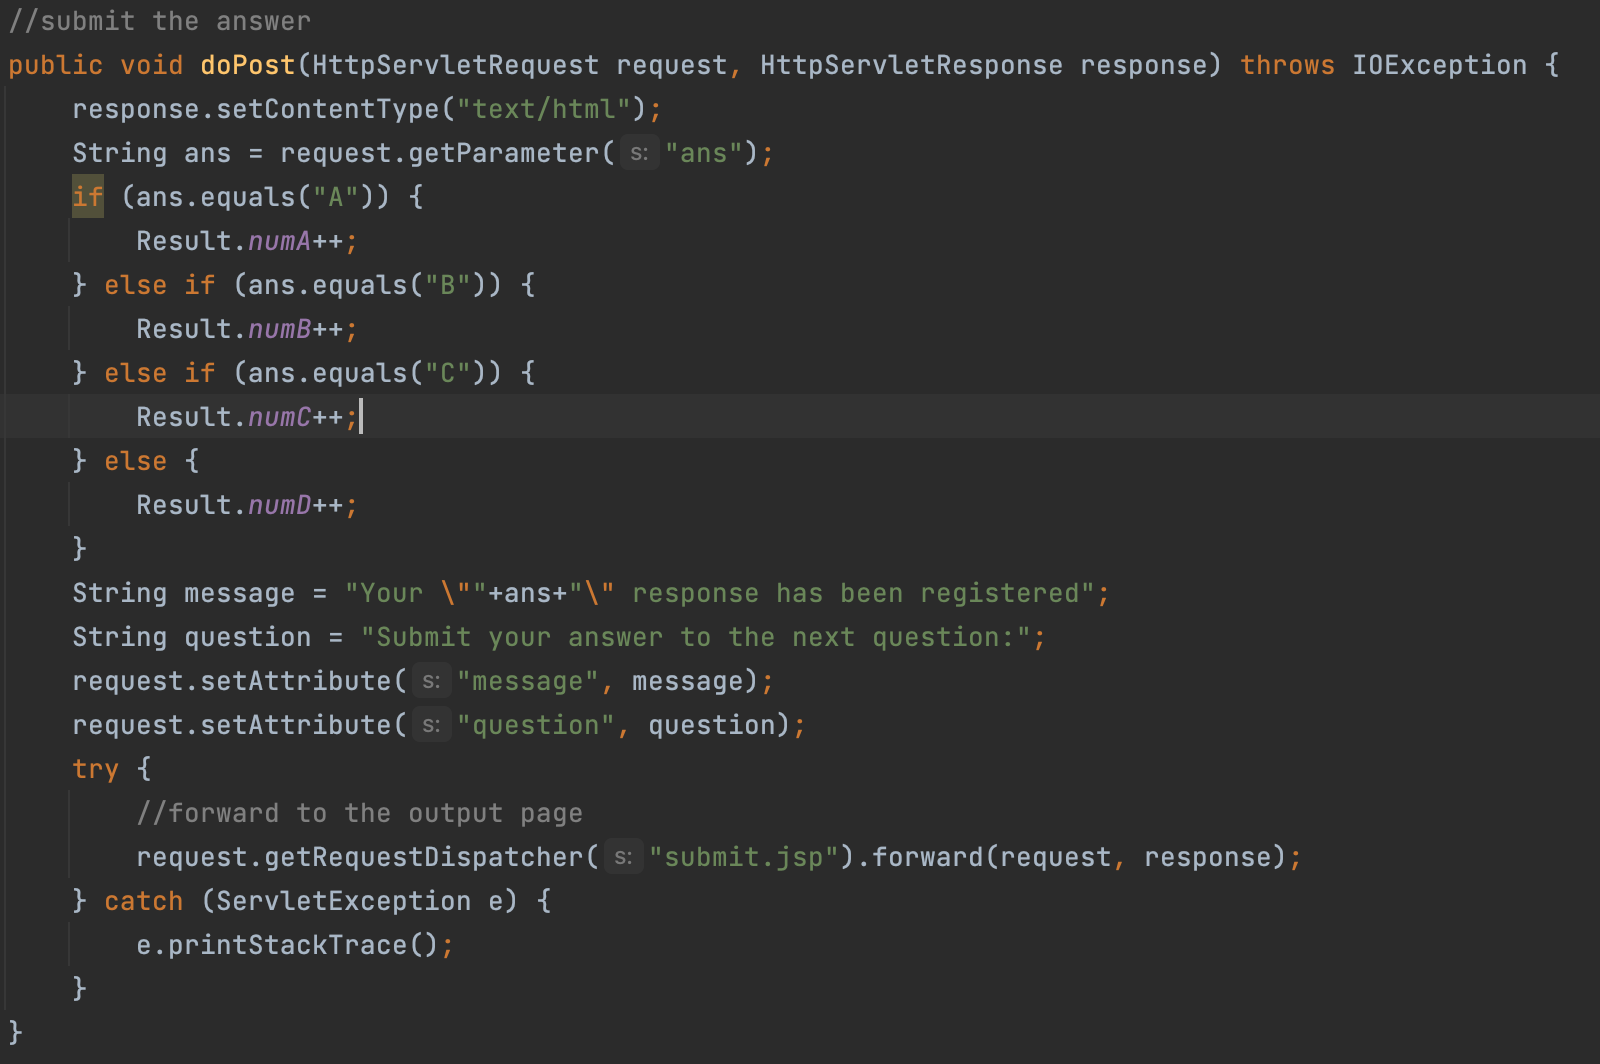 //submit the answer
public void doPost(HttpServletRequest request, HttpServletResponse response) throws IOException {
    response.setContentType("text/html");
    String ans = request.getParameter( s: "ans");
    if (ans.equals("A")) {
        Result.numA++;
    } else if (ans.equals("B")) {
        Result.numB++;
    } else if (ans.equals("C")) {
        Result.numC++;
    } else {
        Result.numD++;
    }
    String message = "Your \""+ans+"\" response has been registered";
    String question = "Submit your answer to the next question:";
    request.setAttribute( s: "message", message);
    request.setAttribute( s: "question", question);
    try {
        //forward to the output page
        request.getRequestDispatcher( s: "submit.jsp").forward(request, response);
    } catch (ServletException e) {
        e.printStackTrace();
    }
}